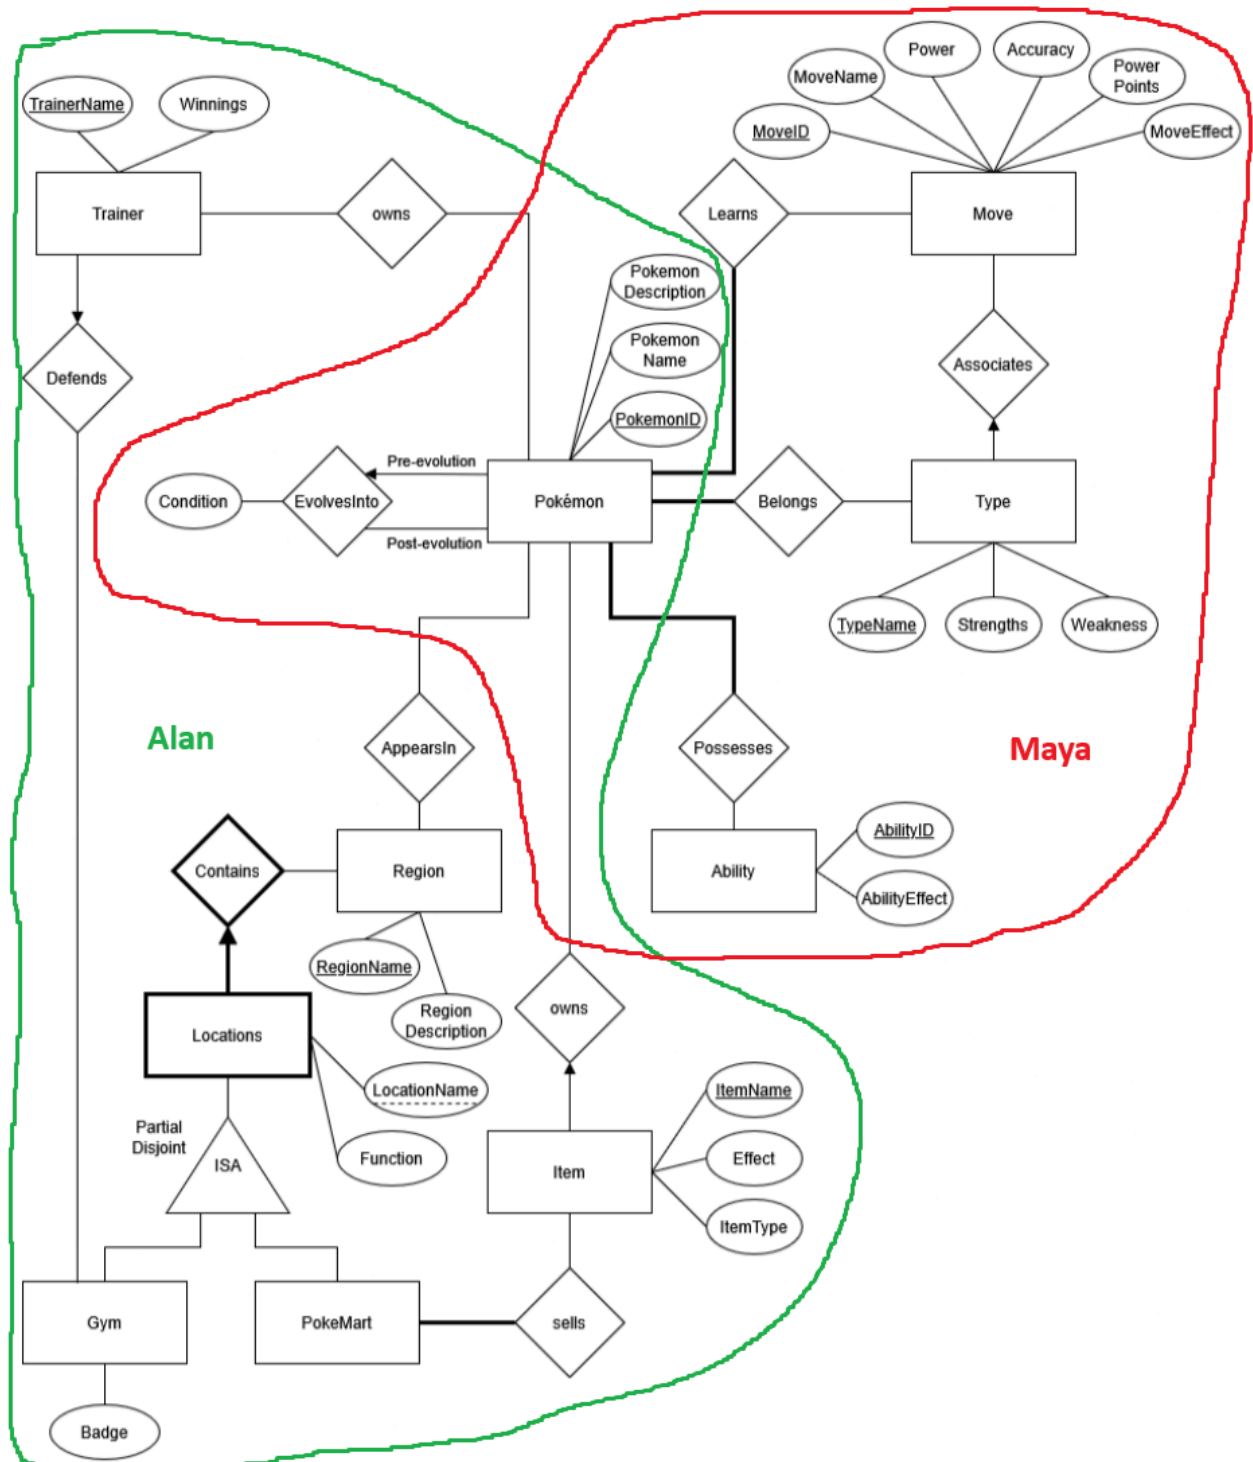 Power
Accuracy
MoveName
Power
Points
TrainerName
Winnings
MoveID
MoveEffect
Trainer
owns
Learns
Move
Pokemon
Description
Pokemon
Name
Defends
Associates
PokemonID
Pre-evolution
Condition
EvolvesInto
Pokémon
Belongs
Type
Post-evolution
TypeName
Strengths
Weakness
Alan
AppearsIn
Possesses
Maya
AbilityID
Contains
Region
Ability
AbilityEffect
RegionName
owns
Region
Description
Locations
LocationName
ItemName
Partial
Disjoint
ISA
Function
Item
Effect
ItemType
Gym
PokeMart
sells
Badge